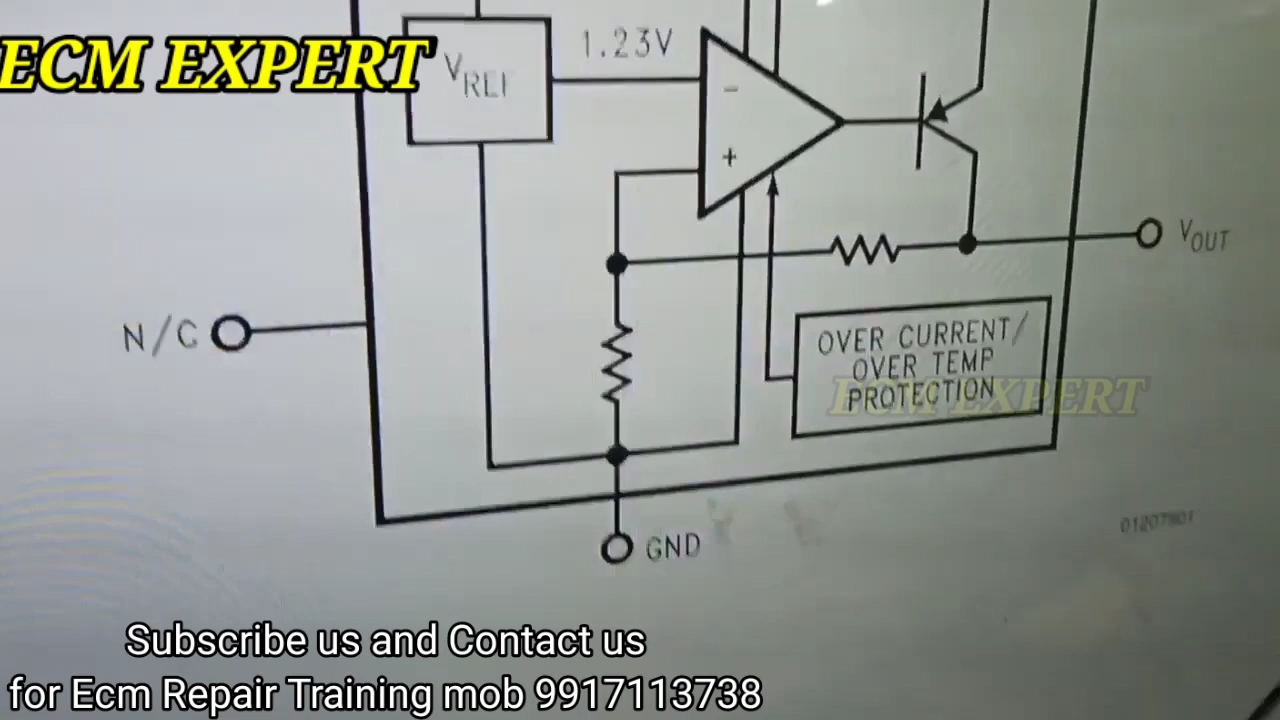 ECM EXPERT
1.23V
VREF
−
+
VOUT
N/C
OVER CURRENT/
OVER TEMP
PROTECTION
ECM EXPERT
01207801
GND
Subscribe us and Contact us
for Ecm Repair Training mob 9917113738